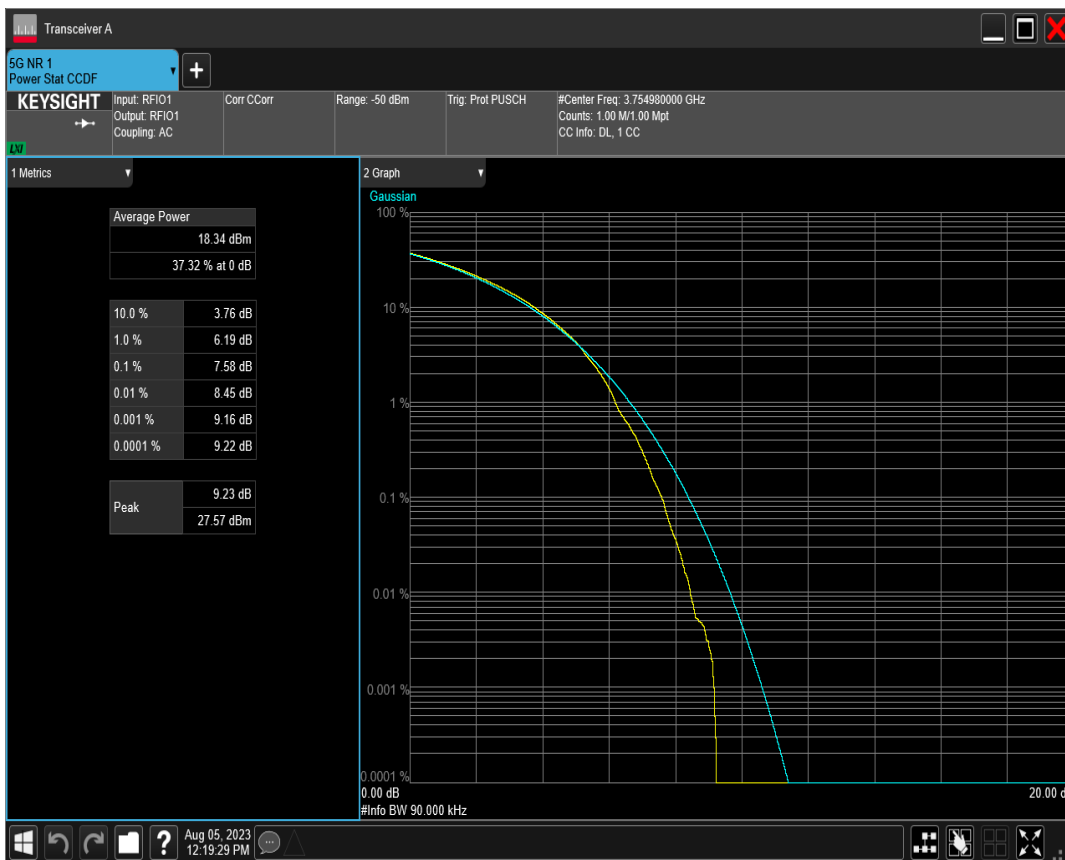 Transceiver A
5G NR 1
Power Stat CCDF
+
KEYSIGHT
LXI
Input: RFIO1
Output: RFIO1
Coupling: AC
Corr CCorr
Range: -50 dBm
Trig: Prot PUSCH
#Center Freq: 3.754980000 GHz
Counts: 1.00 M/1.00 Mpt
CC Info: DL, 1 CC
1 Metrics
Average Power
18.34 dBm
37.32 % at 0 dB
10.0 % 3.76 dB
1.0 % 6.19 dB
0.1 % 7.58 dB
0.01 % 8.45 dB
0.001 % 9.16 dB
0.0001 % 9.22 dB
Peak
9.23 dB
27.57 dBm
2 Graph
Gaussian
100 %
10 %
1 %
0.1 %
0.01 %
0.001 %
0.0001 %
0.00 dB
20.00 d
#Info BW 90.000 kHz
?
Aug 05, 2023
12:19:29 PM